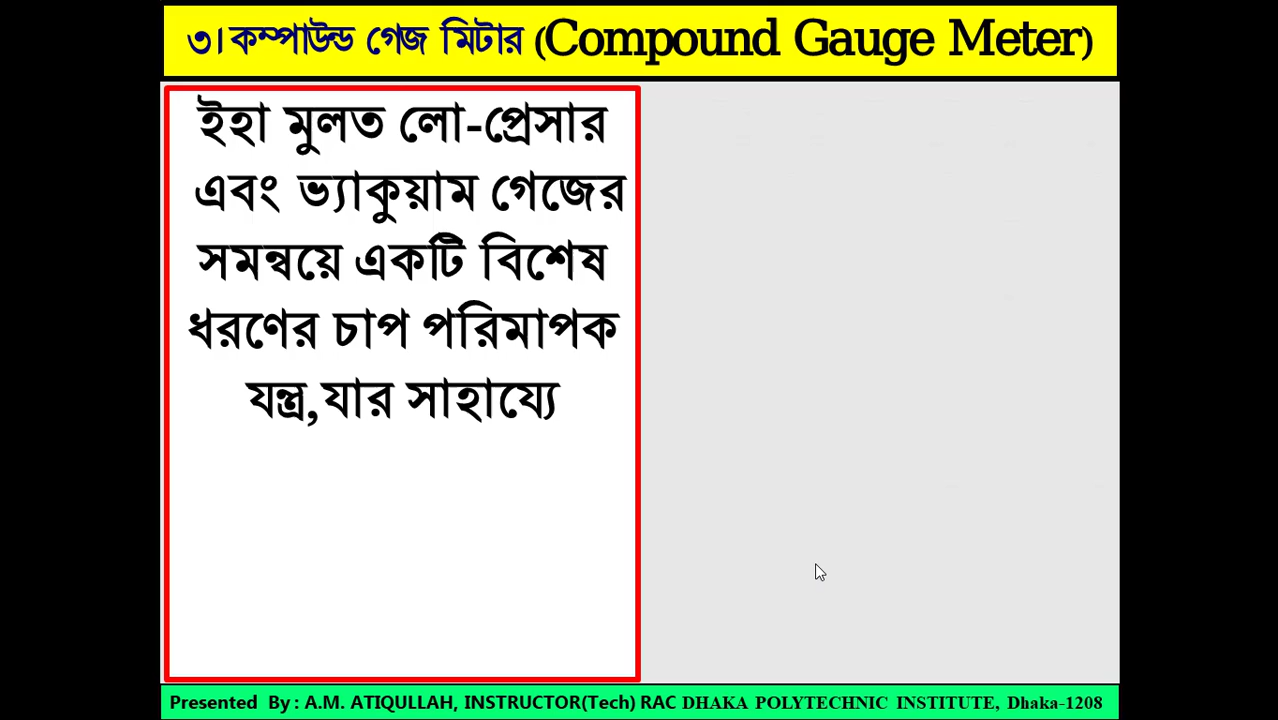 ৩। কম্পাউন্ড গেজ মিটার (Compound Gauge Meter)
ইহা মুলত লো-প্রেসার
এবং ভ্যাকুয়াম গেজের
সমন্বয়ে একটি বিশেষ
ধরণের চাপ পরিমাপক
যন্ত্র,যার সাহায্যে
Presented By : A.M. ATIQULLAH, INSTRUCTOR(Tech) RAC DHAKA POLYTECHNIC INSTITUTE, Dhaka-1208